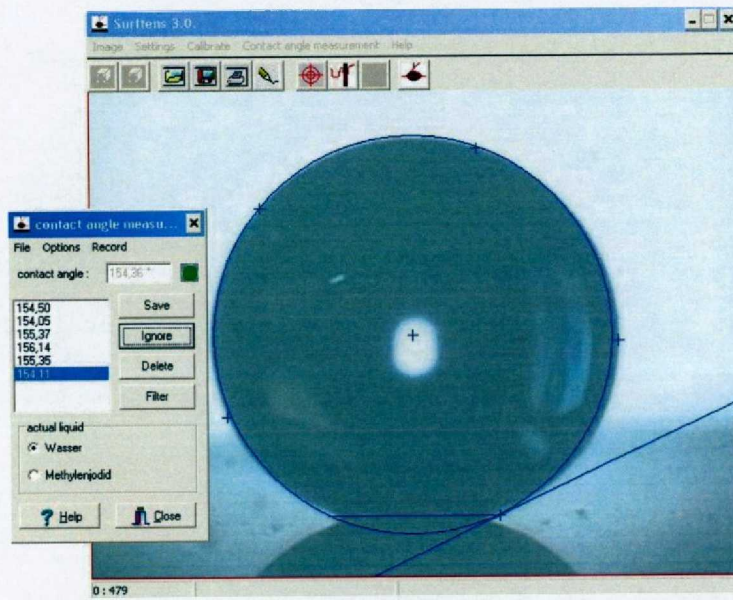 Surftens 3.0.
Image Settings Calibrate Contact angle measurement Help
contact angle measu...
File Options Record
contact angle : 154,36 °
154,50
154,05
155,37
156,14
155,35
154,11
Save
Ignore
Delete
Filter
actual liquid
Wasser
Methylenjodid
? Help
Close
0 : 479